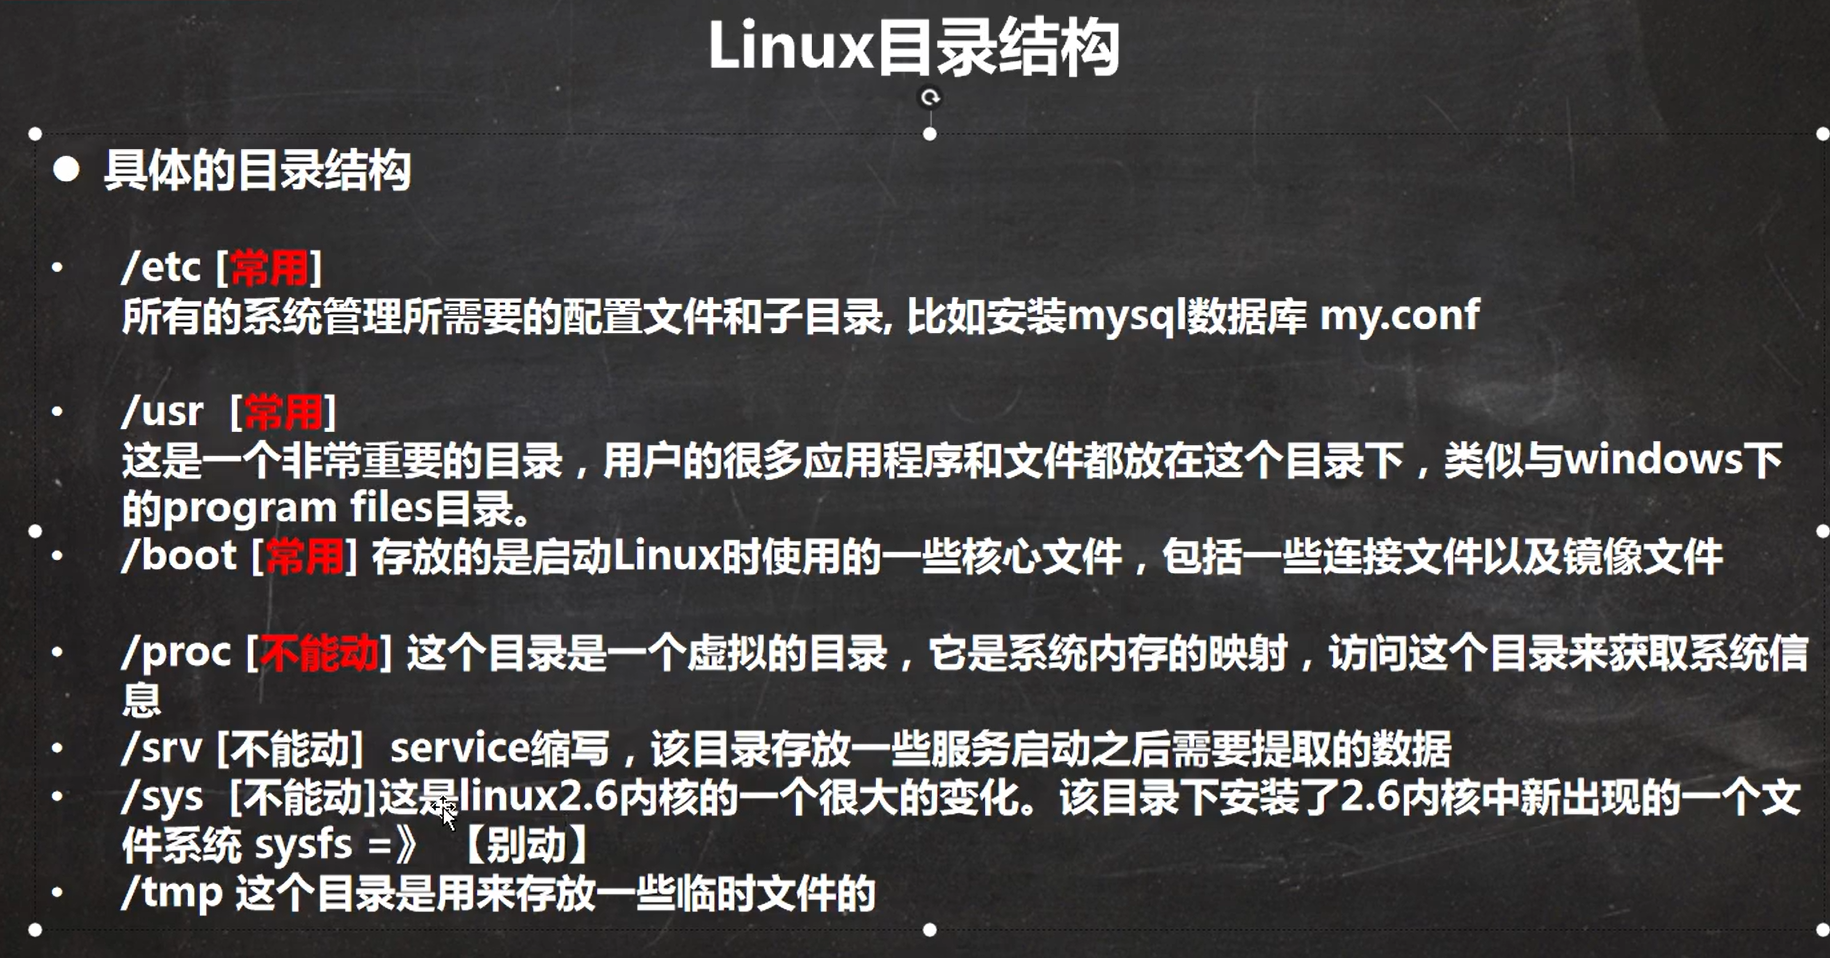 Linux目录结构
● 具体的目录结构
• /etc [常用]
所有的系统管理所需要的配置文件和子目录, 比如安装mysql数据库 my.conf
• /usr [常用]
这是一个非常重要的目录，用户的很多应用程序和文件都放在这个目录下，类似与windows下
的program files目录。
• /boot [常用] 存放的是启动Linux时使用的一些核心文件，包括一些连接文件以及镜像文件
• /proc [不能动] 这个目录是一个虚拟的目录，它是系统内存的映射，访问这个目录来获取系统信
息
• /srv [不能动] service缩写，该目录存放一些服务启动之后需要提取的数据
• /sys [不能动]这是linux2.6内核的一个很大的变化。该目录下安装了2.6内核中新出现的一个文
件系统 sysfs =》 【别动】
• /tmp 这个目录是用来存放一些临时文件的